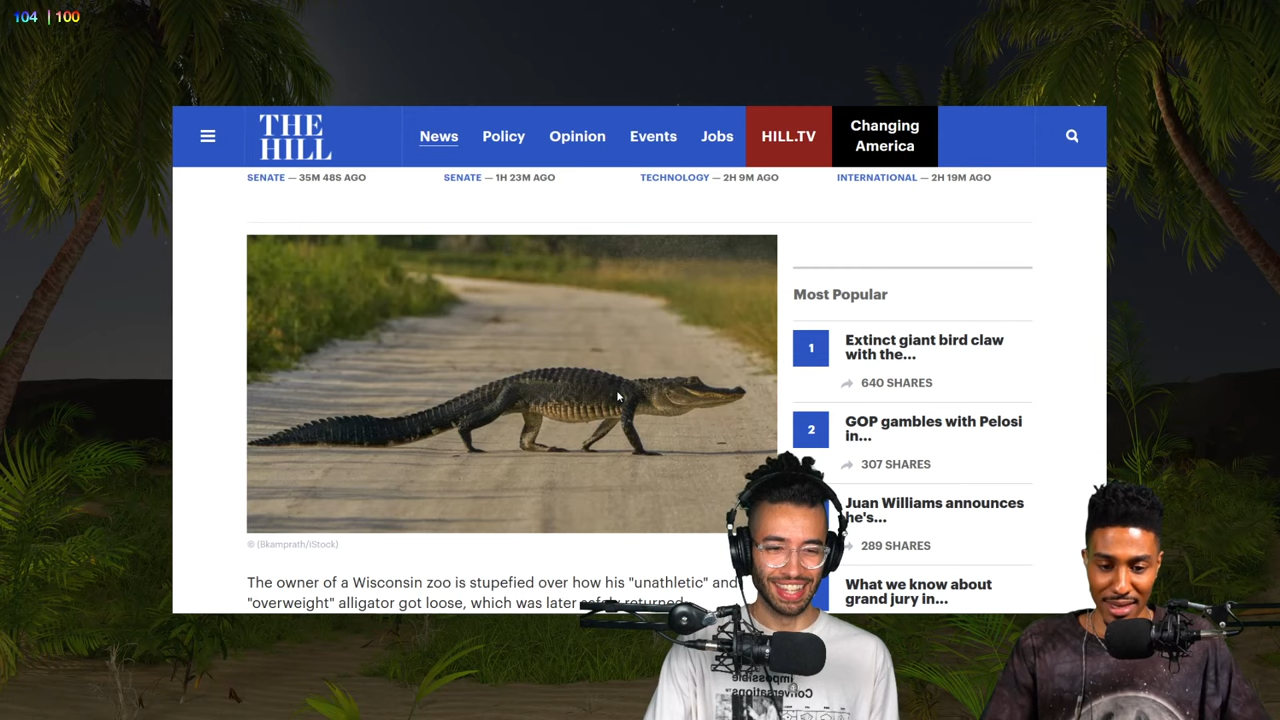 104 | 100
THE
HILL
News
Policy
Opinion
Events
Jobs
HILL.TV
Changing
America
SENATE — 35M 48S AGO
SENATE — 1H 23M AGO
TECHNOLOGY — 2H 9M AGO
INTERNATIONAL — 2H 19M AGO
© (Bkamprath/iStock)
The owner of a Wisconsin zoo is stupefied over how his "unathletic" and
"overweight" alligator got loose, which was later safely returned
Most Popular
1
Extinct giant bird claw
with the...
640 SHARES
2
GOP gambles with Pelosi
in...
307 SHARES
Juan Williams announces
he's...
289 SHARES
What we know about
grand jury in...
Impossible
Conversations